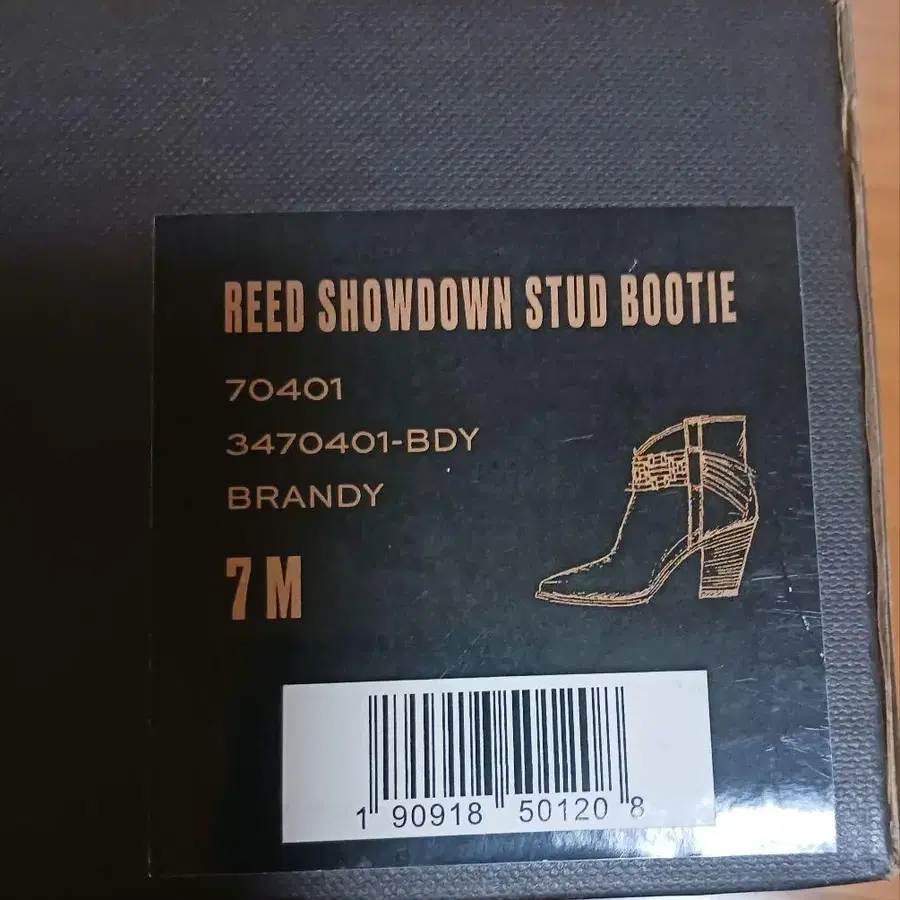 REED SHOWDOWN STUD BOOTIE
70401
3470401-BDY
BRANDY
7 M
1 90918 50120 8